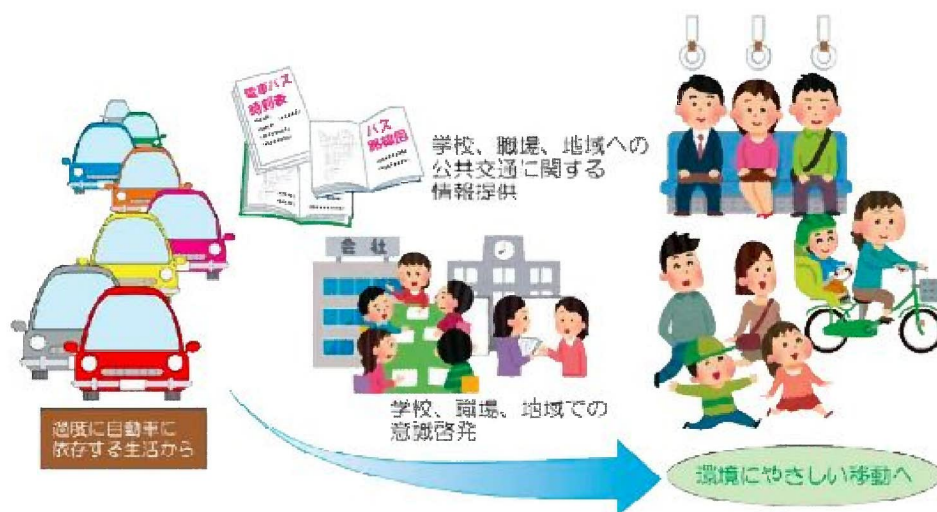 電車バス
時刻表
バス
路線図
学校、職場、地域への
公共交通に関する
情報提供
会社
学校、職場、地域での
意識啓発
過度に自動車に
依存する生活から
環境にやさしい移動へ